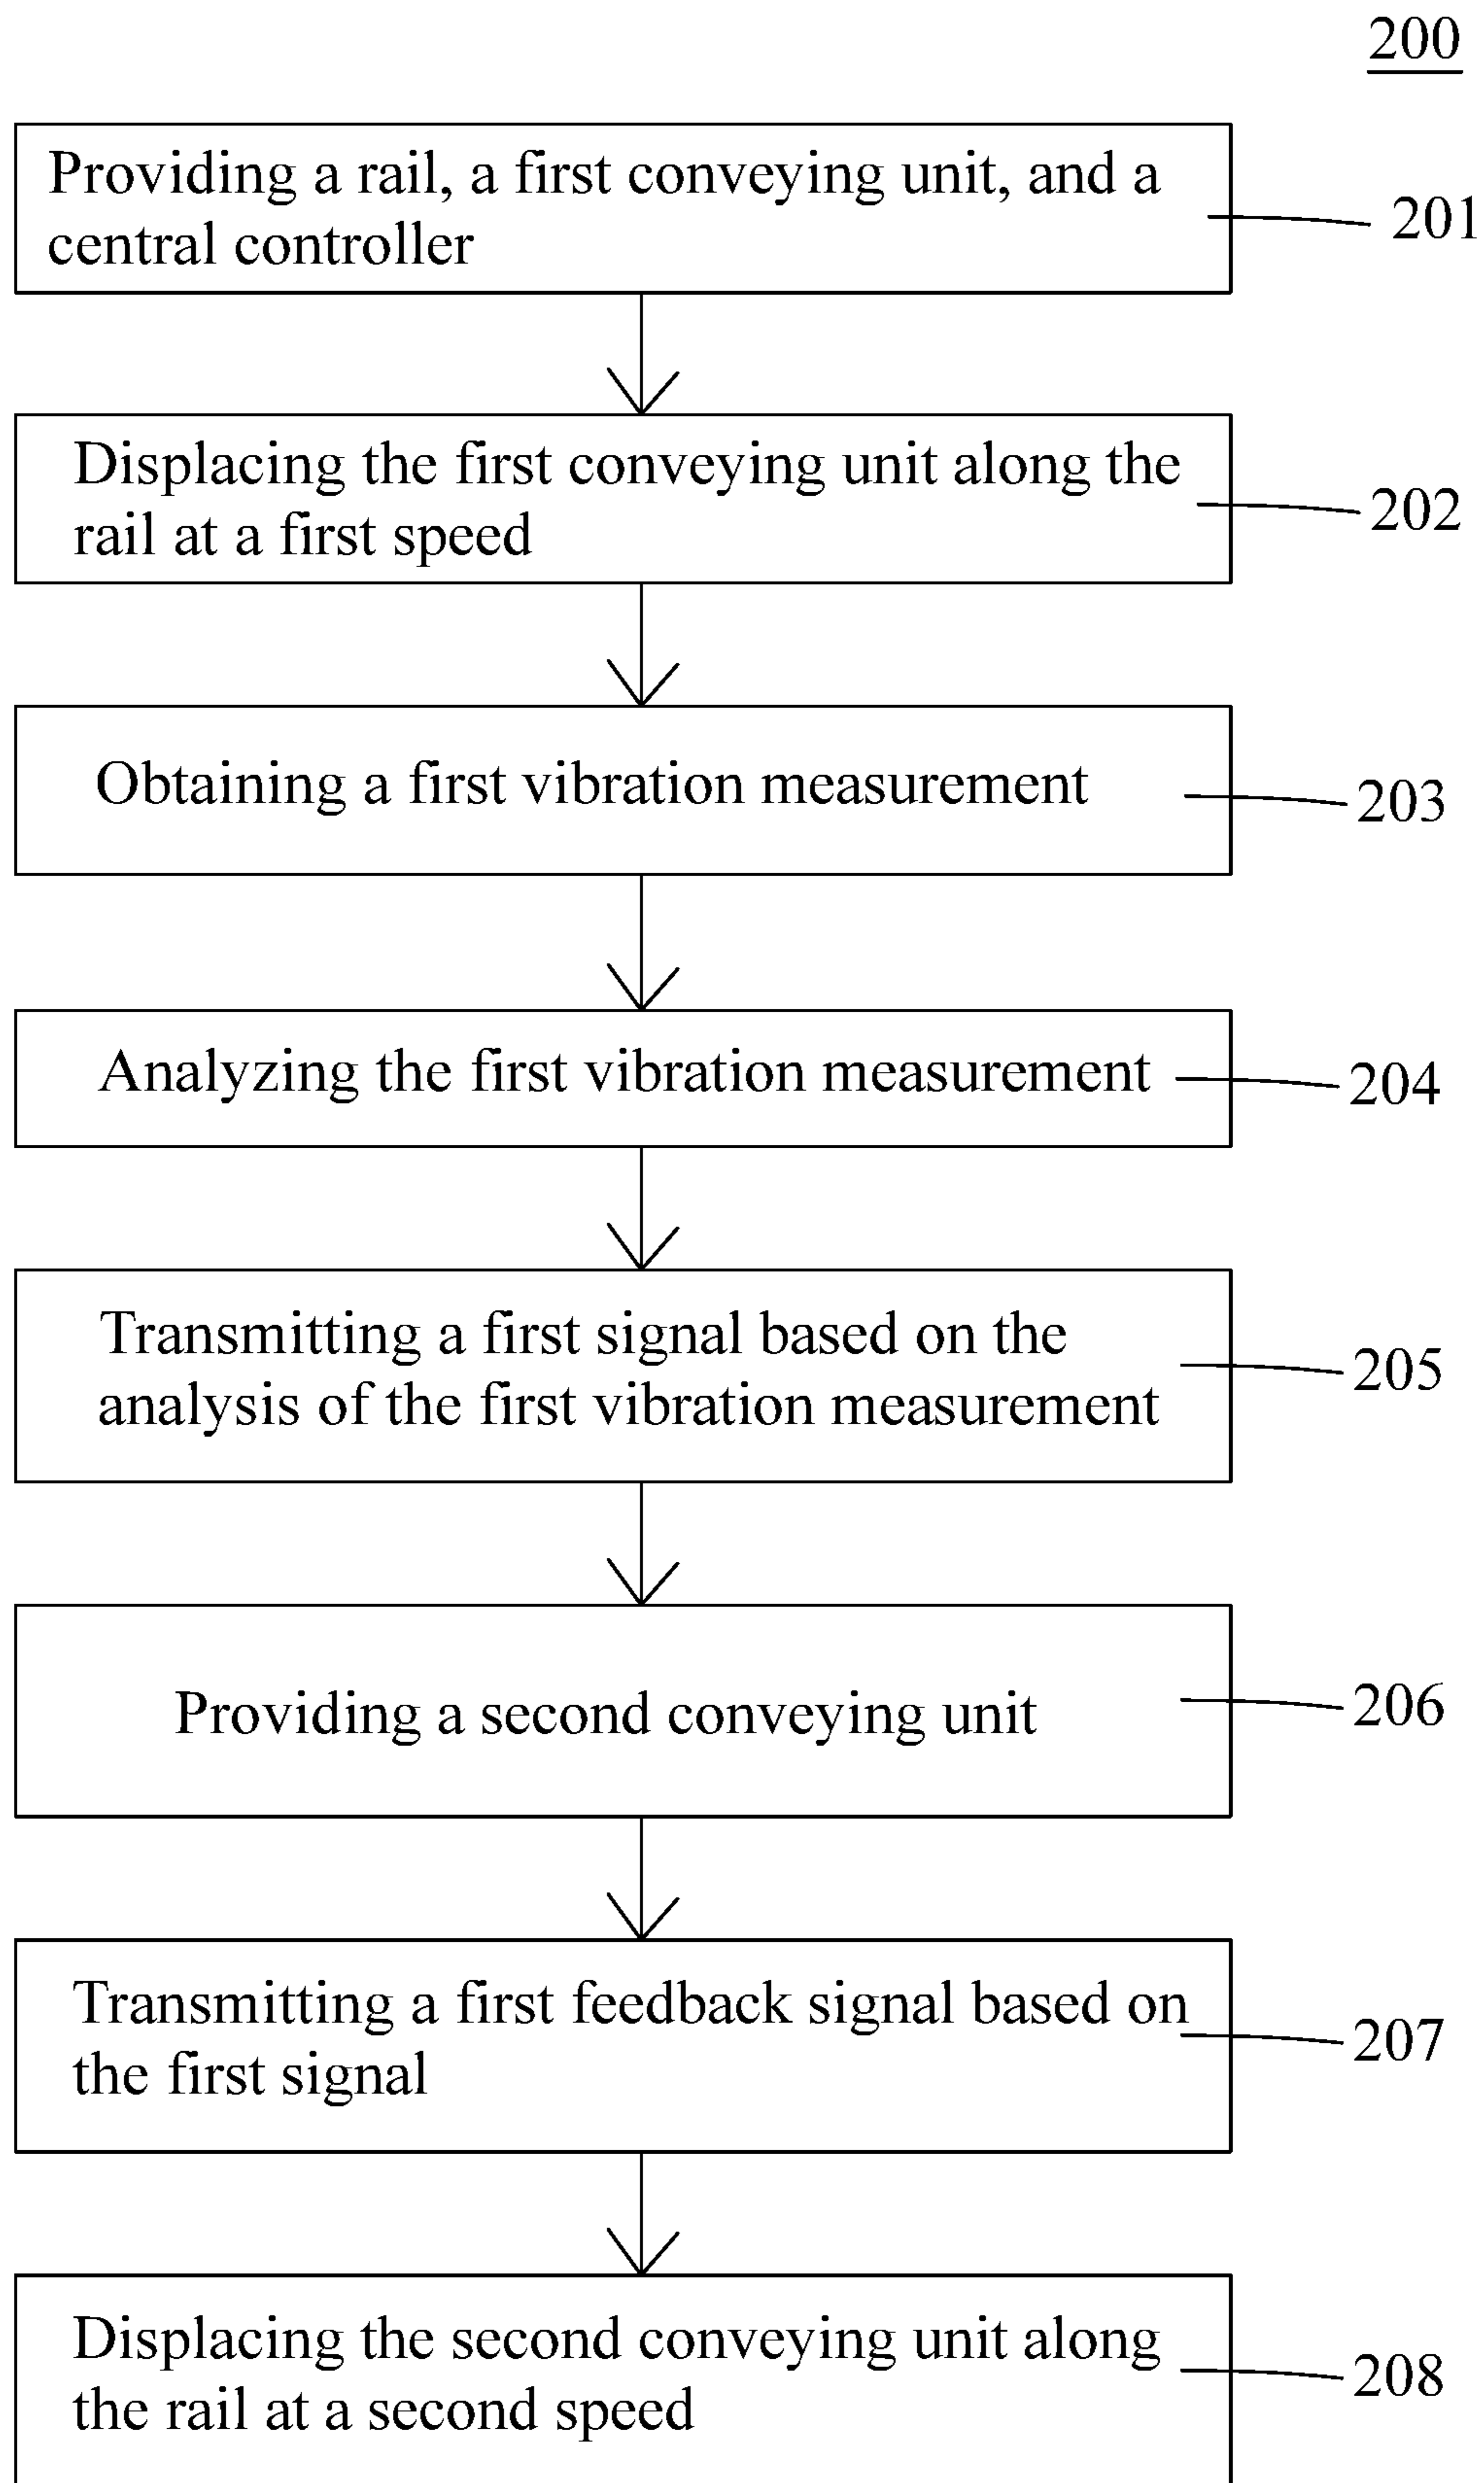 200
Providing a rail, a first conveying unit, and a
central controller
201
Displacing the first conveying unit along the
rail at a first speed
202
Obtaining a first vibration measurement
203
Analyzing the first vibration measurement
204
Transmitting a first signal based on the
analysis of the first vibration measurement
205
Providing a second conveying unit
206
Transmitting a first feedback signal based on
the first signal
207
Displacing the second conveying unit along
the rail at a second speed
208